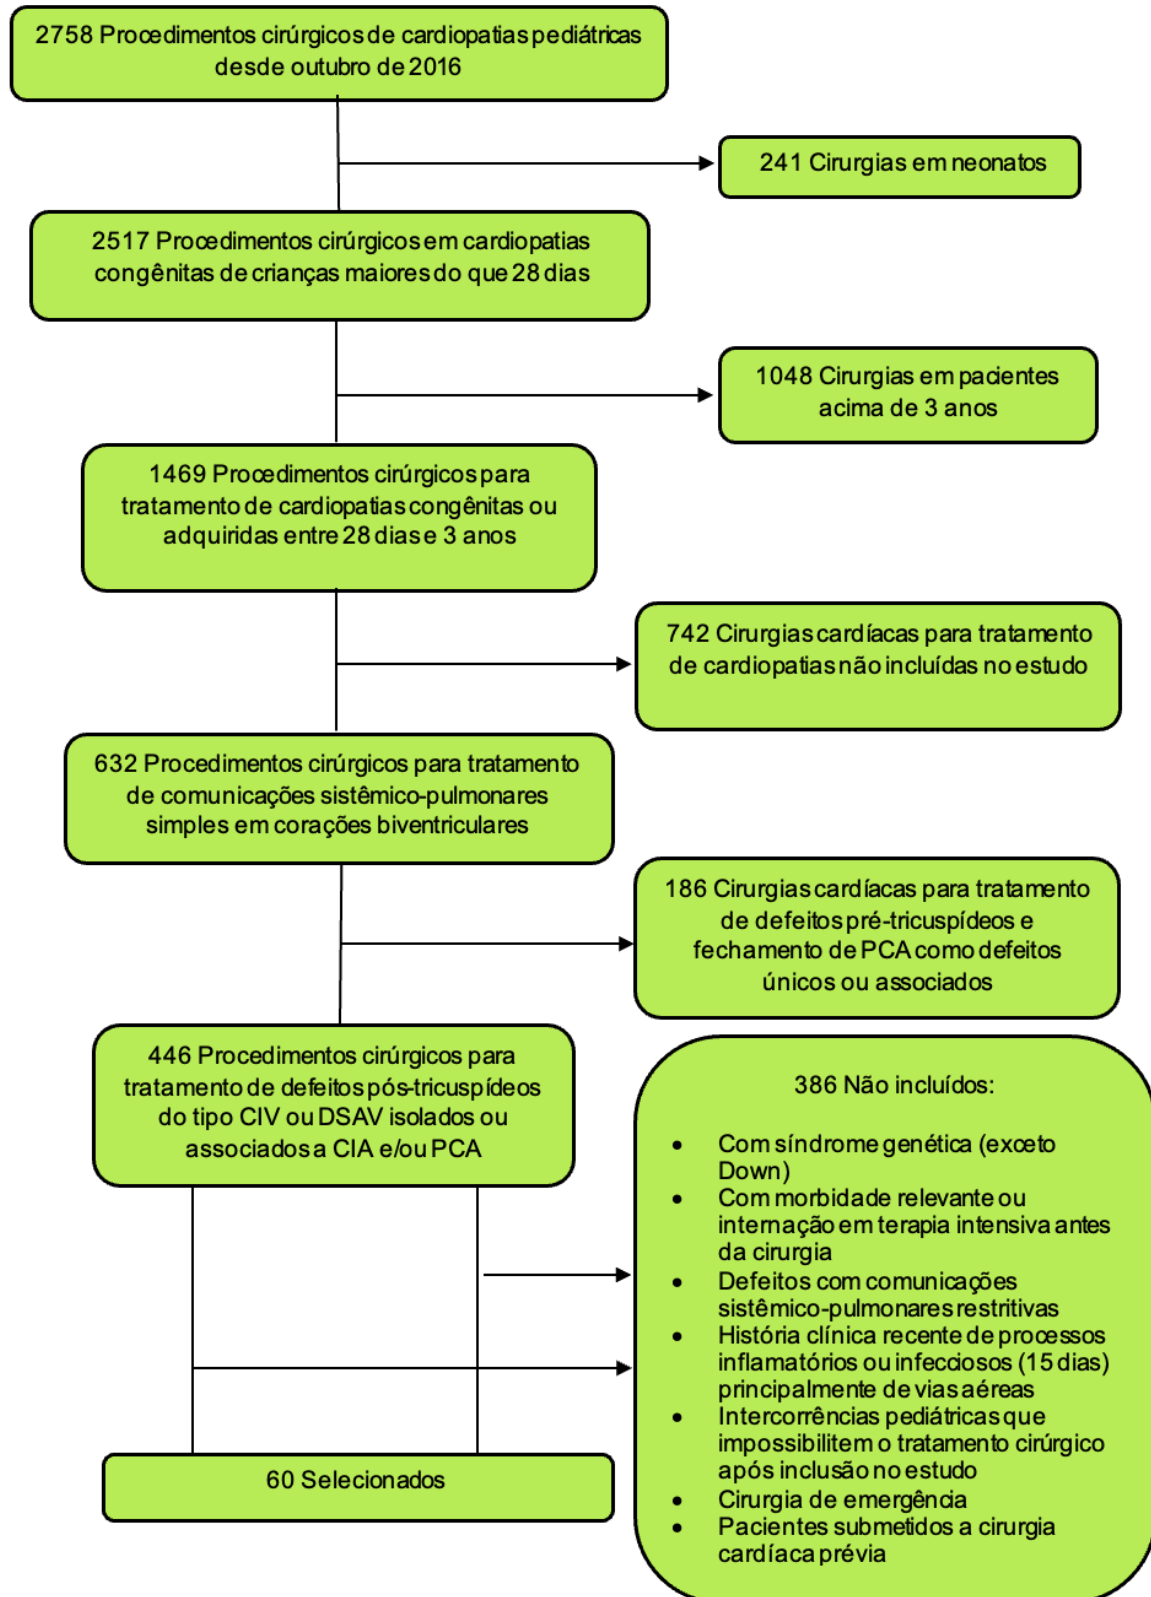 2758 Procedimentos cirúrgicos de cardiopatias pediátricas
desde outubro de 2016
241 Cirurgias em neonatos
2517 Procedimentos cirúrgicos em cardiopatias
congênitas de crianças maiores do que 28 dias
1048 Cirurgias em pacientes
acima de 3 anos
1469 Procedimentos cirúrgicos para
tratamento de cardiopatias congênitas ou
adquiridas entre 28 dias e 3 anos
742 Cirurgias cardíacas para tratamento
de cardiopatias não incluídas no estudo
632 Procedimentos cirúrgicos para tratamento
de comunicações sistêmico-pulmonares
simples em corações biventriculares
186 Cirurgias cardíacas para tratamento
de defeitos pré-tricuspídeos e
fechamento de PCA como defeitos
únicos ou associados
446 Procedimentos cirúrgicos para
tratamento de defeitos pós-tricuspídeos
do tipo CIV ou DSAV isolados ou
associados a CIA e/ou PCA
386 Não incluídos:
• Com síndrome genética (exceto
Down)
• Com morbidade relevante ou
internação em terapia intensiva antes
da cirurgia
• Defeitos com comunicações
sistêmico-pulmonares restritivas
• História clínica recente de processos
inflamatórios ou infecciosos (15 dias)
principalmente de vias aéreas
• Intercorrências pediátricas que
impossibilitem o tratamento cirúrgico
após inclusão no estudo
• Cirurgia de emergência
• Pacientes submetidos a cirurgia
cardíaca prévia
60 Selecionados